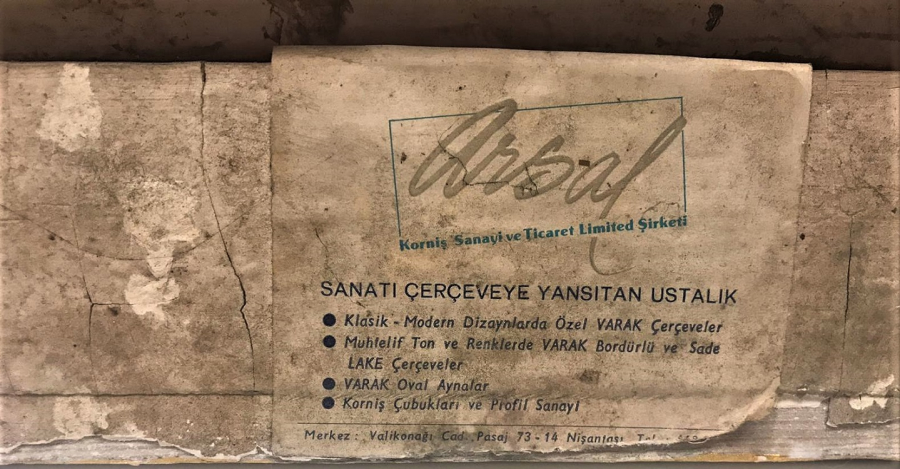 Arsal
Korniş Sanayi ve Ticaret Limited Şirketi
SANATI ÇERÇEVEYE YANSITAN USTALIK
● Klasik - Modern Dizaynlarda Özel VARAK Çerçeveler
● Muhtelif Ton ve Renklerde VARAK Bordürlü ve Sade
LAKE Çerçeveler
● VARAK Oval Aynalar
● Korniş Çubukları ve Profil Sanayi
Merkez : Valikonağı Cad. Pasaj 73-14 Nişantaşı